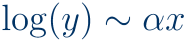 log(y) ∼ αx